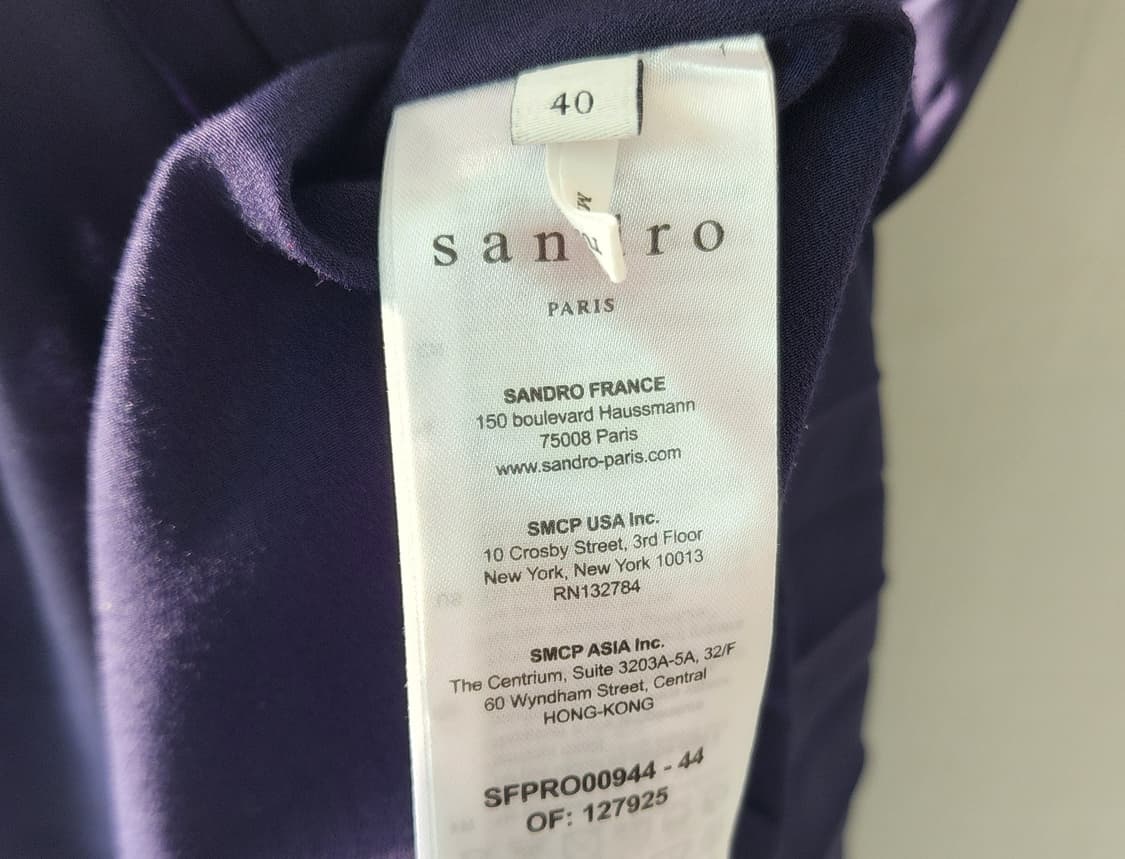 40
M
sandro
PARIS
SANDRO FRANCE
150 boulevard Haussmann
75008 Paris
www.sandro-paris.com
SMCP USA Inc.
10 Crosby Street, 3rd Floor
New York, New York 10013
RN132784
SMCP ASIA Inc.
The Centrium, Suite 3203A-5A, 32/F
60 Wyndham Street, Central
HONG-KONG
SFPRO00944 - 44
OF: 127925